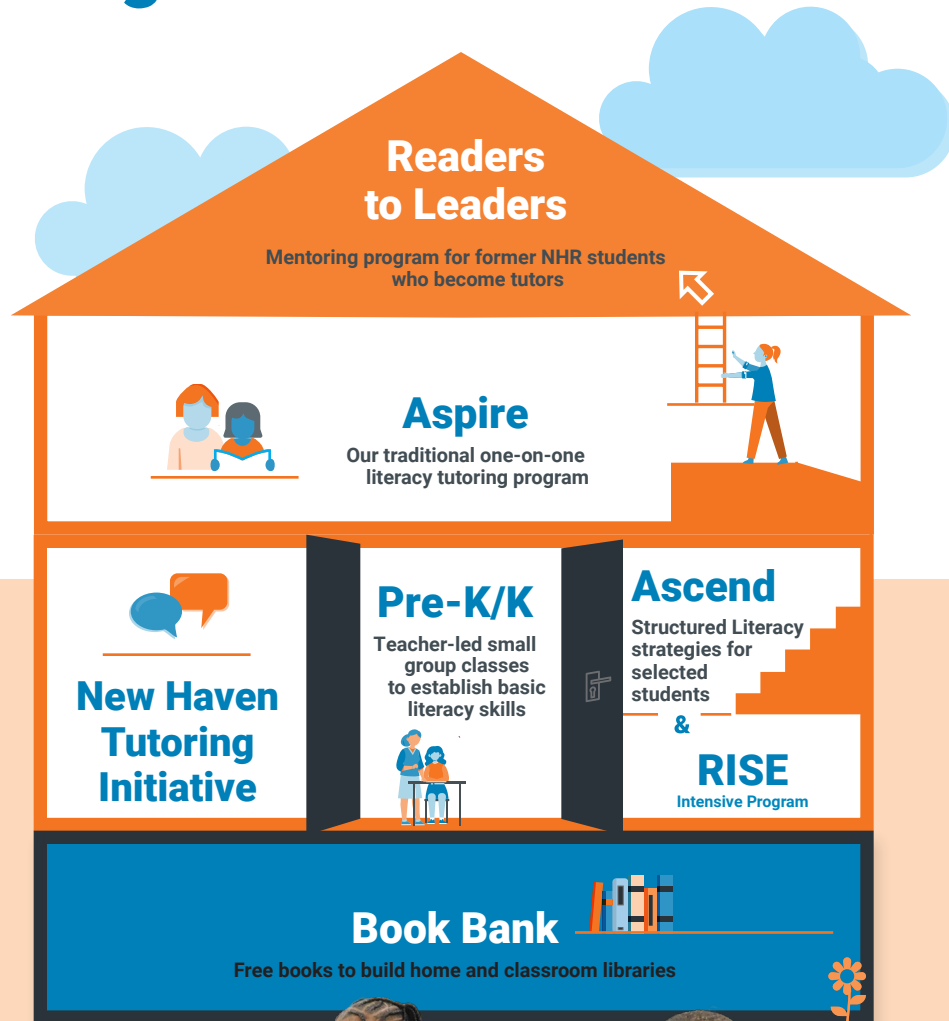 Readers
to Leaders
Mentoring program for former NHR students
who become tutors
Aspire
Our traditional one-on-one
literacy tutoring program
New Haven
Tutoring
Initiative
Pre-K/K
Teacher-led small
group classes
to establish basic
literacy skills
Ascend
Structured Literacy
strategies for
selected
students
&
RISE
Intensive Program
Book Bank
Free books to build home and classroom libraries